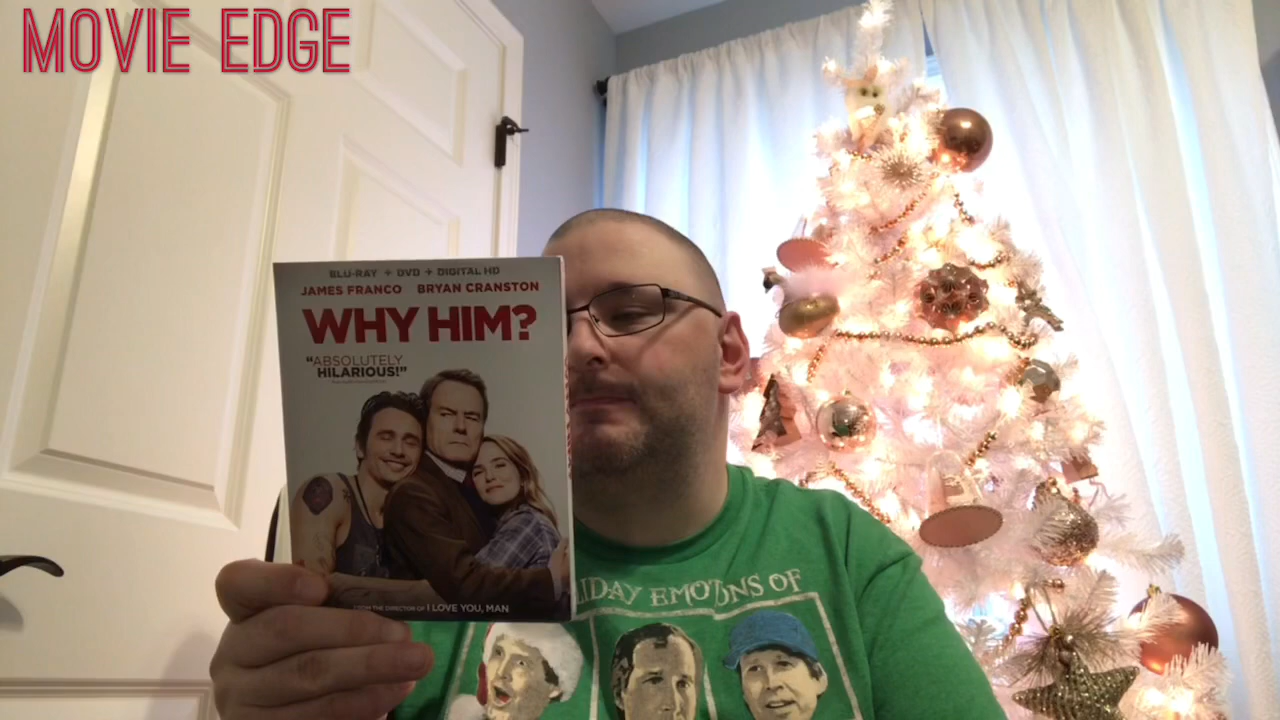 MOVIE EDGE
BLU-RAY + DVD + DIGITAL HD
JAMES FRANCO BRYAN CRANSTON
WHY HIM?
"ABSOLUTELY
HILARIOUS!"
FROM THE DIRECTOR OF I LOVE YOU, MAN
LIDAY EMOTIONS OF